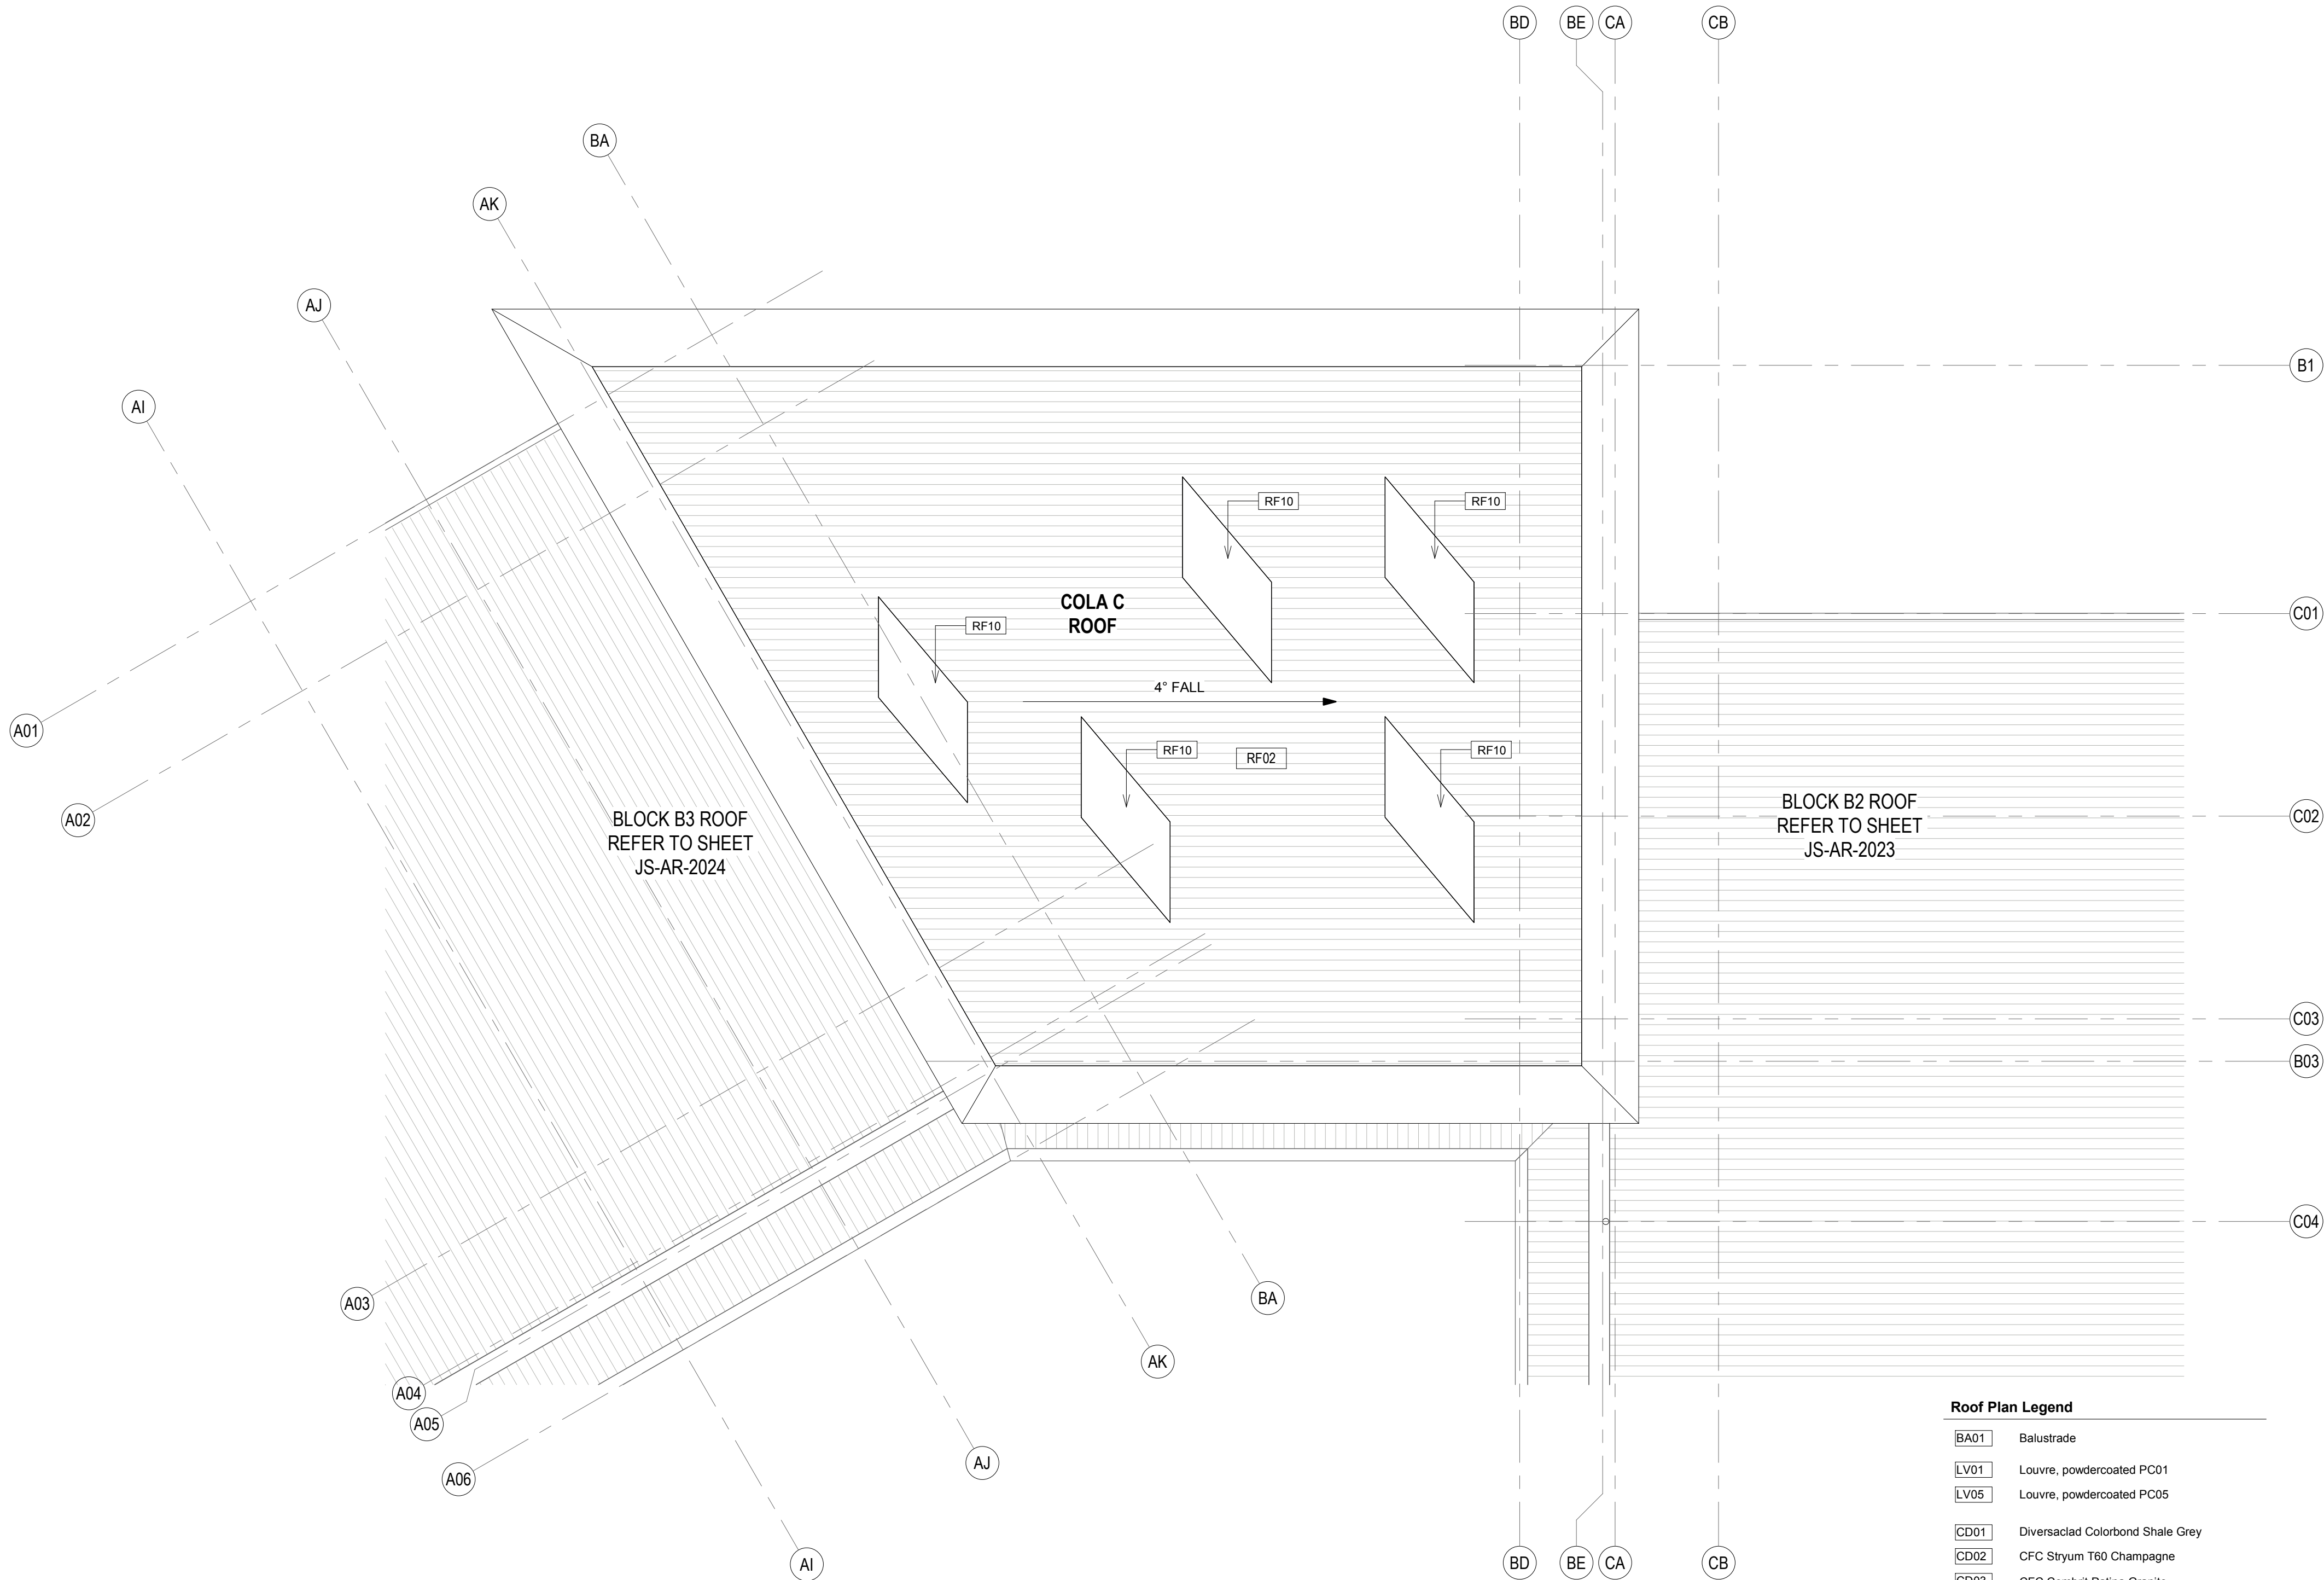 BD
BE
CA
CB
BA
AK
AJ
AI
B1
RF10
RF10
C01
COLA C
ROOF
RF10
4° FALL
A01
RF10
RF02
RF10
BLOCK B2 ROOF
REFER TO SHEET
JS-AR-2023
C02
A02
BLOCK B3 ROOF
REFER TO SHEET
JS-AR-2024
C03
B03
C04
BA
A03
AK
A04
A05
AJ
A06
AI
BD
BE
CA
CB
Roof Plan Legend
BA01 Balustrade
LV01 Louvre, powdercoated PC01
LV05 Louvre, powdercoated PC05
CD01 Diversaclad Colorbond Shale Grey
CD02 CFC Stryum T60 Champagne